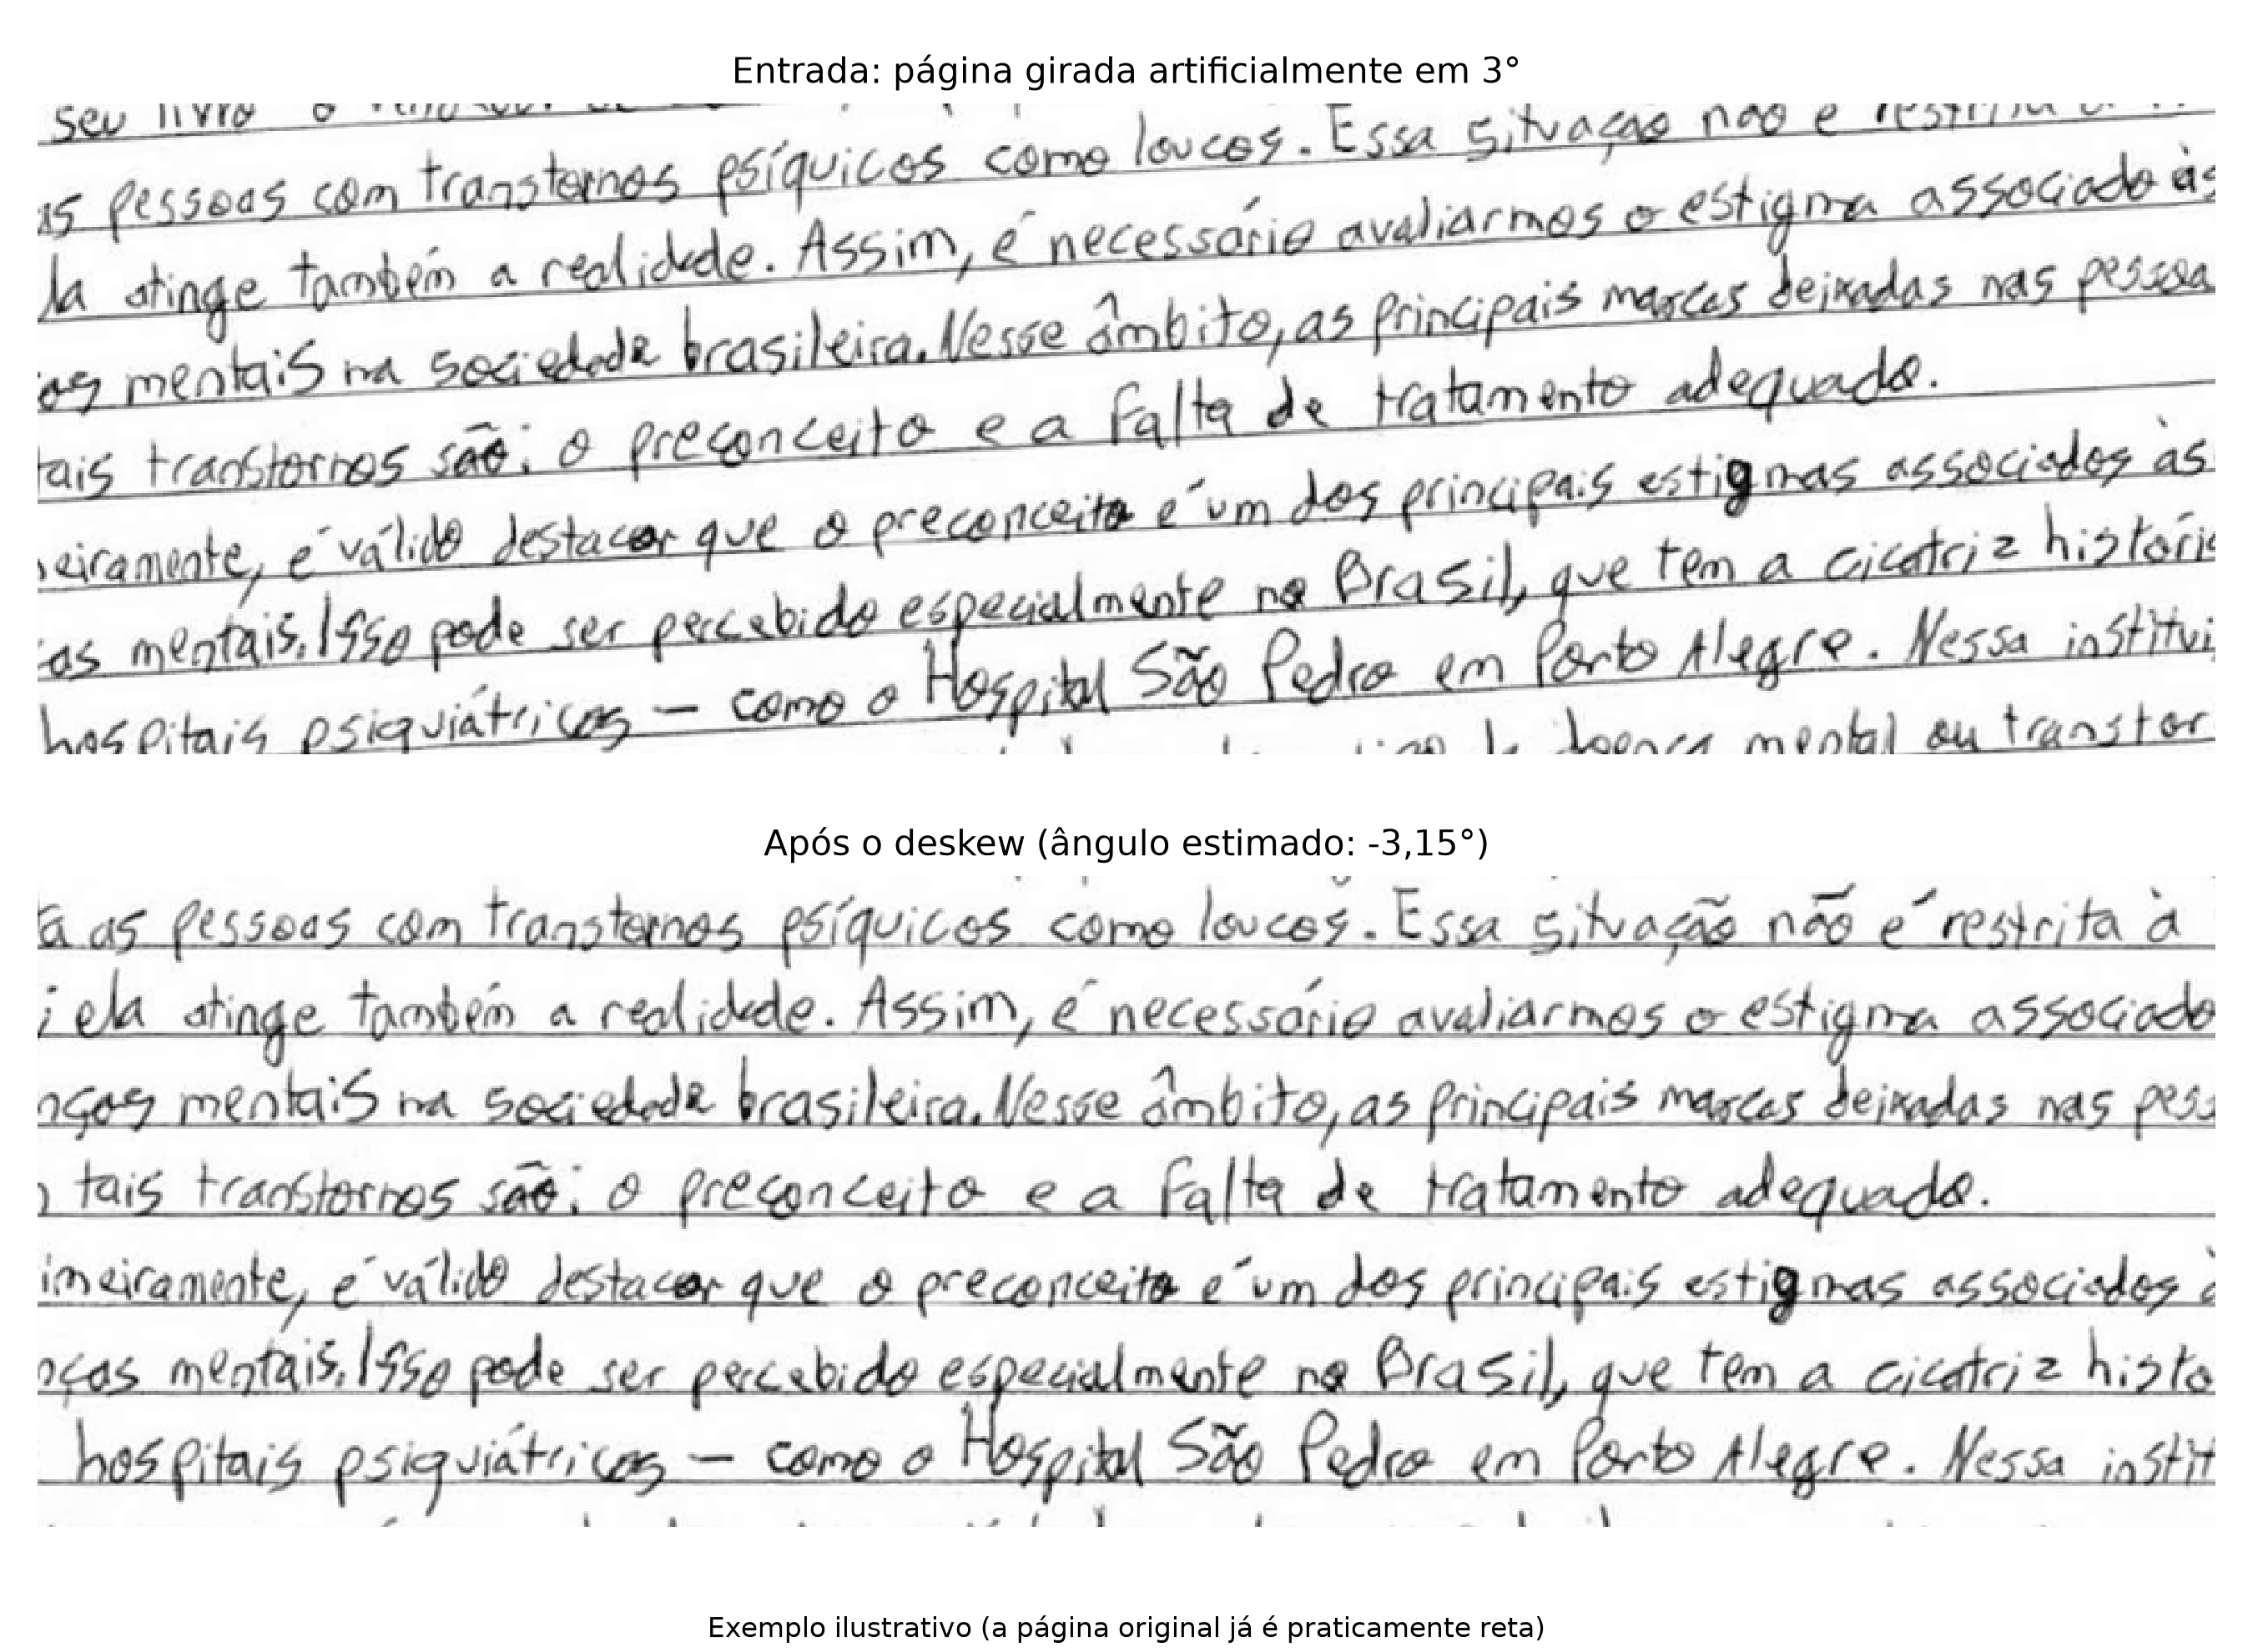 Entrada: página girada artificialmente em 3°
seu livro o
as pessoas com transtornos psíquicos como loucos. Essa situação não é restrita
la atinge também a realidade. Assim, é necessário avaliarmos o estigma associado às
as mentais na sociedade brasileira. Nesse âmbito, as principais marcas deixadas nas pessoa
tais transtornos são: o preconceito e a falta de tratamento adequado.
eiramente, é válido destacar que o preconceito é um dos principais estigmas associados às
as mentais. Isso pode ser percebido especialmente no Brasil, que tem a cicatriz históric
hospitais psiquiátricos — como o Hospital São Pedro em Porto Alegre. Nessa institui
doença mental ou transtor
Após o deskew (ângulo estimado: -3,15°)
a as pessoas com transtornos psíquicos como loucos. Essa situação não é restrita à
; ela atinge também a realidade. Assim, é necessário avaliarmos o estigma associado
nças mentais na sociedade brasileira. Nesse âmbito, as principais marcas deixadas nas pess
tais transtornos são: o preconceito e a falta de tratamento adequado.
imeiramente, é válido destacar que o preconceito é um dos principais estigmas associados à
nças mentais. Isso pode ser percebido especialmente no Brasil, que tem a cicatriz histó
hospitais psiquiátricos — como o Hospital São Pedro em Porto Alegre. Nessa instit
Exemplo ilustrativo (a página original já é praticamente reta)